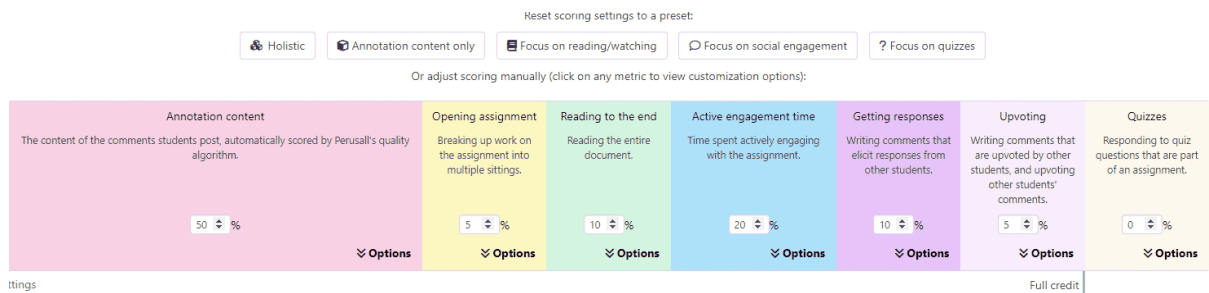 Reset scoring settings to a preset:
Holistic
Annotation content only
Focus on reading/watching
Focus on social engagement
? Focus on quizzes
Or adjust scoring manually (click on any metric to view customization options):
Annotation content
The content of the comments students post, automatically scored by Perusall's quality
algorithm.
50 %
Options
Opening assignment
Breaking up work on
the assignment into
multiple sittings.
5 %
Options
Reading to the end
Reading the entire
document.
10 %
Options
Active engagement time
Time spent actively engaging
with the assignment.
20 %
Options
Getting responses
Writing comments that
elicit responses from
other students.
10 %
Options
Upvoting
Writing comments that
are upvoted by other
students, and upvoting
other students'
comments.
5 %
Options
Quizzes
Responding to quiz
questions that are part
of an assignment.
0 %
Options
ttings
Full credit